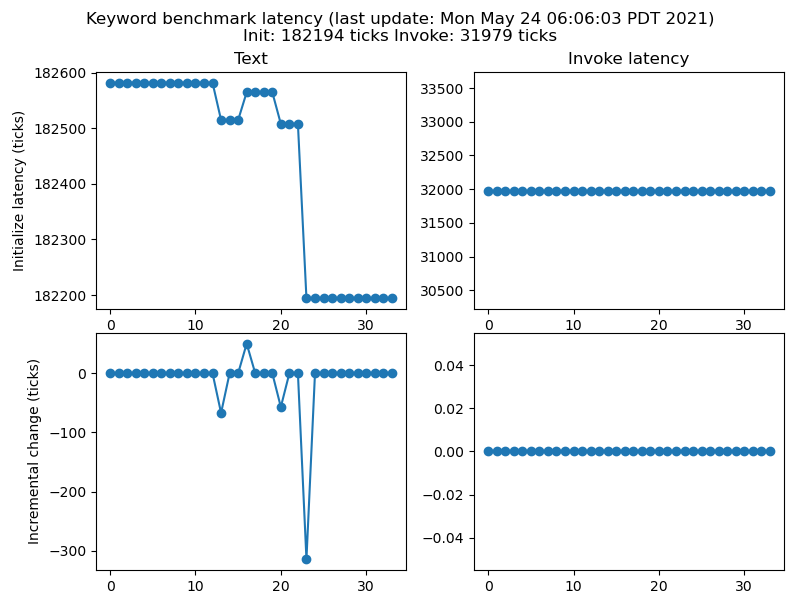 Keyword benchmark latency (last update: Mon May 24 06:06:03 PDT 2021)
Init: 182194 ticks Invoke: 31979 ticks
Text
Invoke latency
Initialize latency (ticks)
182600
182500
182400
182300
182200
0 10 20 30
33500
33000
32500
32000
31500
31000
30500
0 10 20 30
Incremental change (ticks)
0
−100
−200
−300
0 10 20 30
0.04
0.02
0.00
−0.02
−0.04
0 10 20 30